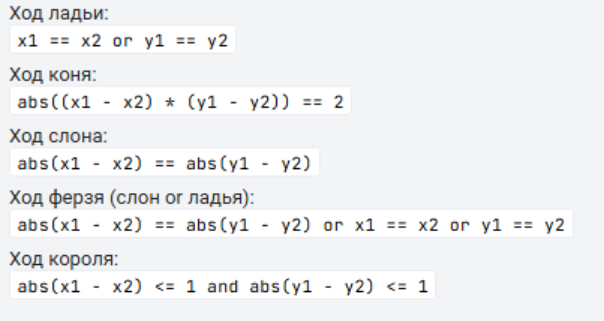 Ход ладьи:
x1 == x2 or y1 == y2
Ход коня:
abs((x1 - x2) * (y1 - y2)) == 2
Ход слона:
abs(x1 - x2) == abs(y1 - y2)
Ход ферзя (слон or ладья):
abs(x1 - x2) == abs(y1 - y2) or x1 == x2 or y1 == y2
Ход короля:
abs(x1 - x2) <= 1 and abs(y1 - y2) <= 1